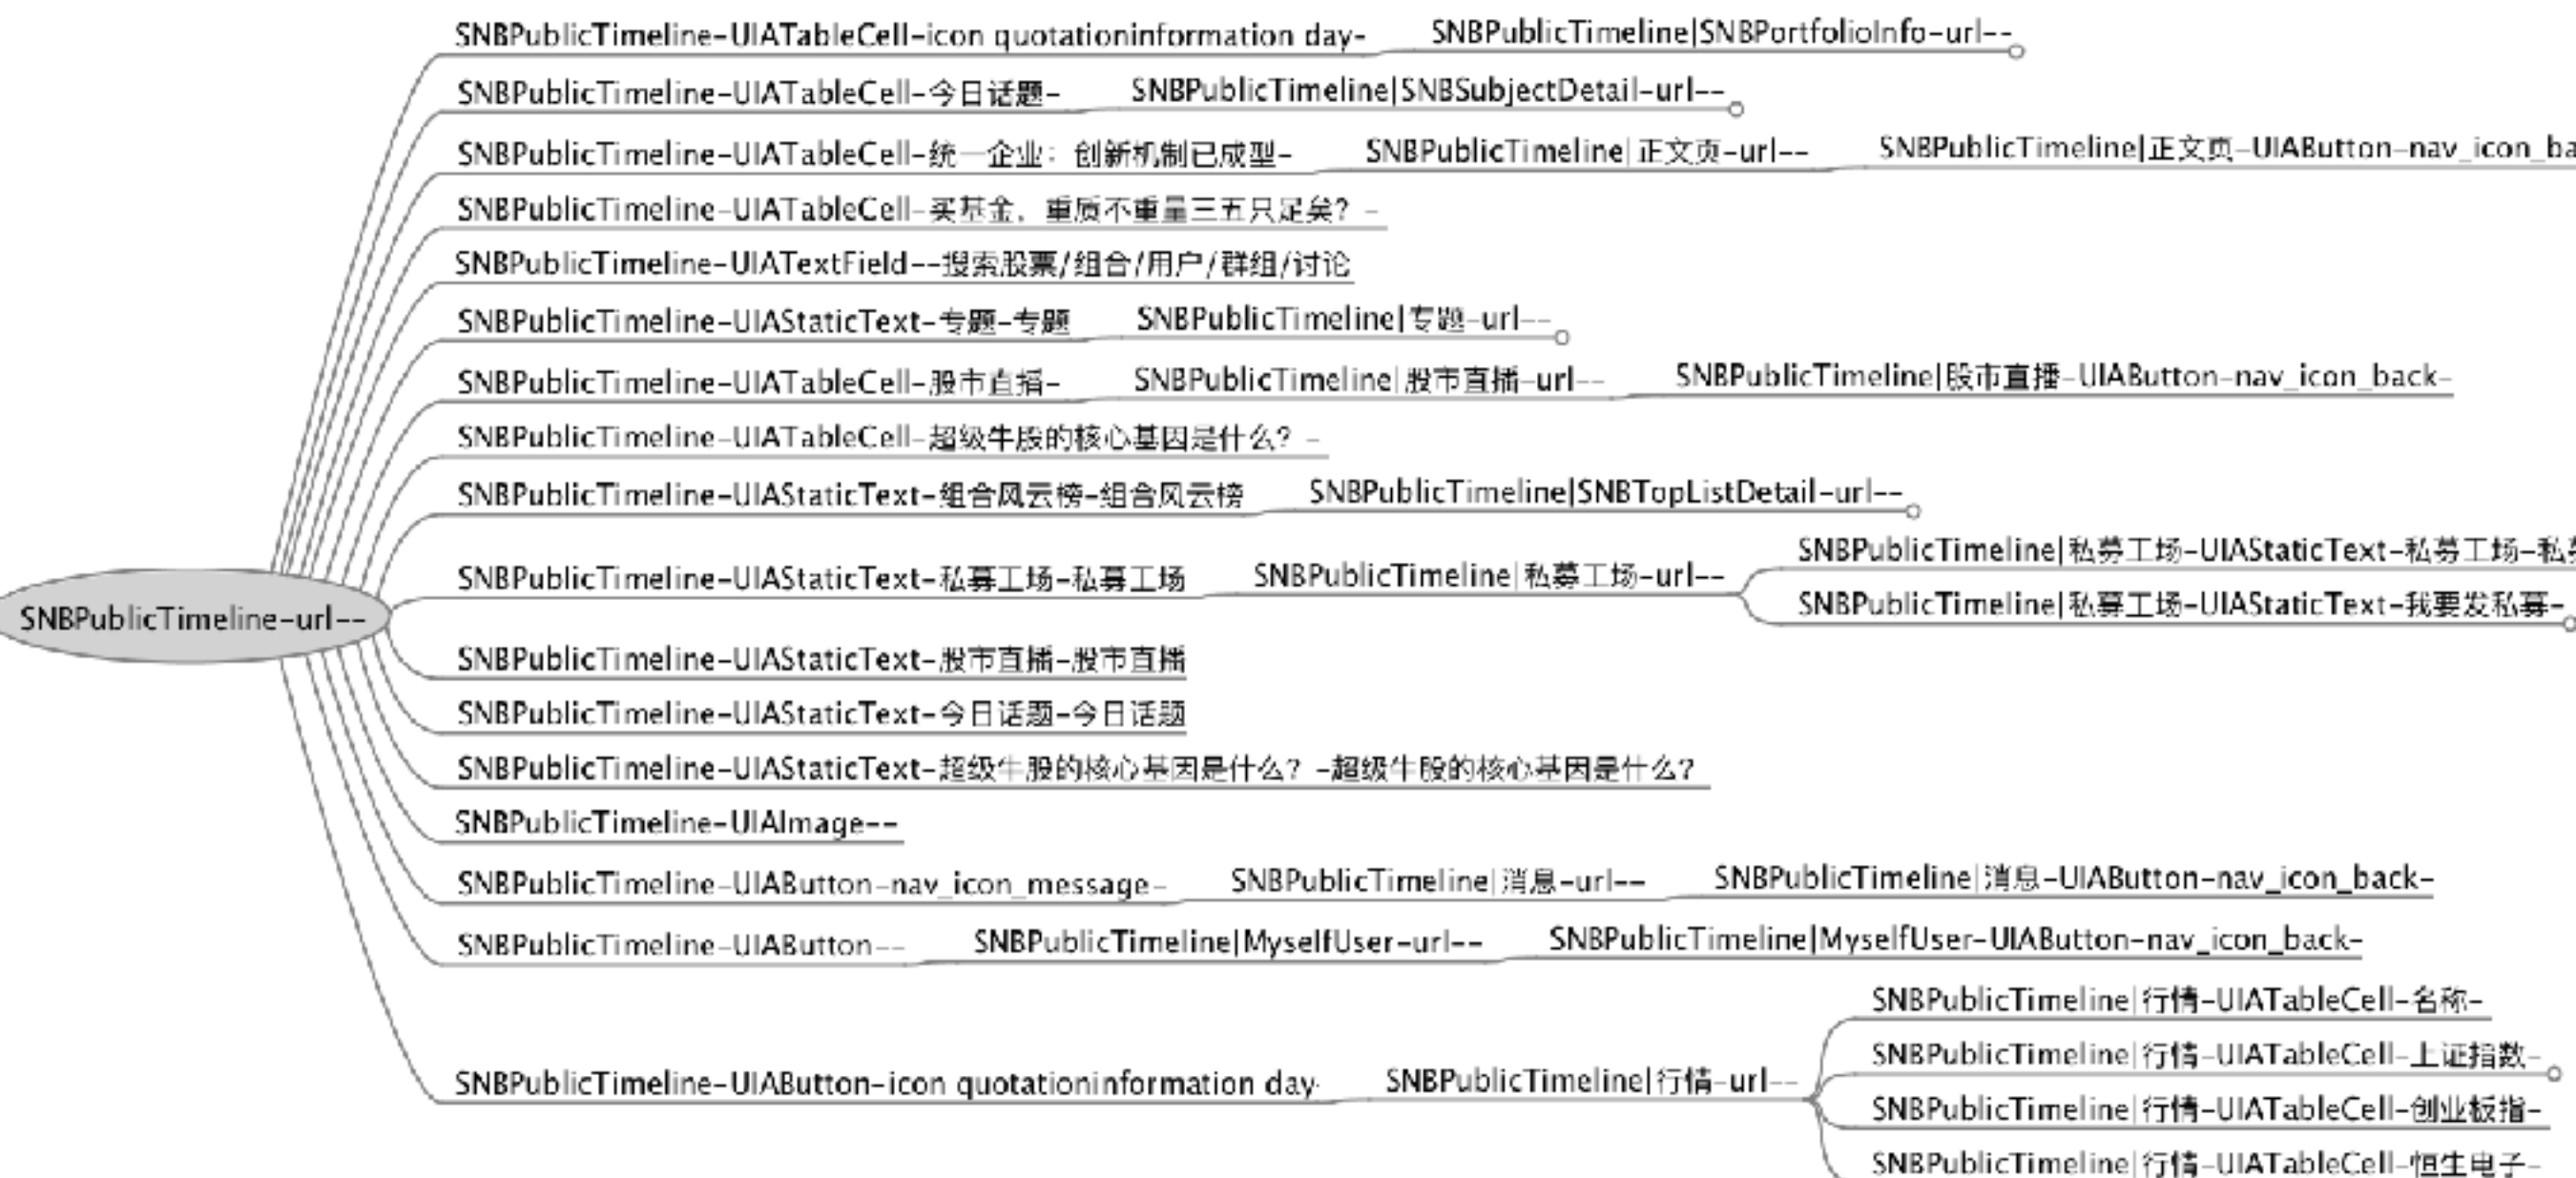 SNBPublicTimeline-UIATableCell-icon quotationinformation day- SNBPublicTimeline|SNBPortfolioInfo-url--
SNBPublicTimeline-UIATableCell-今日话题- SNBPublicTimeline|SNBSubjectDetail-url--
SNBPublicTimeline-UIATableCell-统一企业：创新机制已成型- SNBPublicTimeline|正文页-url-- SNBPublicTimeline|正文页-UIAButton-nav_icon_ba
SNBPublicTimeline-UIATableCell-买基金，重质不重量三五只足矣？-
SNBPublicTimeline-UIATextField--搜索股票/组合/用户/群组/讨论
SNBPublicTimeline-UIAStaticText-专题-专题 SNBPublicTimeline|专题-url--
SNBPublicTimeline-UIATableCell-股市直播- SNBPublicTimeline|股市直播-url-- SNBPublicTimeline|股市直播-UIAButton-nav_icon_back-
SNBPublicTimeline-UIATableCell-超级牛股的核心基因是什么？-
SNBPublicTimeline-UIAStaticText-组合风云榜-组合风云榜 SNBPublicTimeline|SNBTopListDetail-url--
SNBPublicTimeline|私募工场-UIAStaticText-私募工场-私募
SNBPublicTimeline-UIAStaticText-私募工场-私募工场 SNBPublicTimeline|私募工场-url--
SNBPublicTimeline|私募工场-UIAStaticText-我要发私募-
SNBPublicTimeline-url--
SNBPublicTimeline-UIAStaticText-股市直播-股市直播
SNBPublicTimeline-UIAStaticText-今日话题-今日话题
SNBPublicTimeline-UIAStaticText-超级牛股的核心基因是什么？-超级牛股的核心基因是什么？
SNBPublicTimeline-UIAImage--
SNBPublicTimeline-UIAButton-nav_icon_message- SNBPublicTimeline|消息-url-- SNBPublicTimeline|消息-UIAButton-nav_icon_back-
SNBPublicTimeline-UIAButton-- SNBPublicTimeline|MyselfUser-url-- SNBPublicTimeline|MyselfUser-UIAButton-nav_icon_back-
SNBPublicTimeline|行情-UIATableCell-名称-
SNBPublicTimeline|行情-UIATableCell-上证指数-
SNBPublicTimeline-UIAButton-icon quotationinformation day- SNBPublicTimeline|行情-url--
SNBPublicTimeline|行情-UIATableCell-创业板指-
SNBPublicTimeline|行情-UIATableCell-恒生电子-